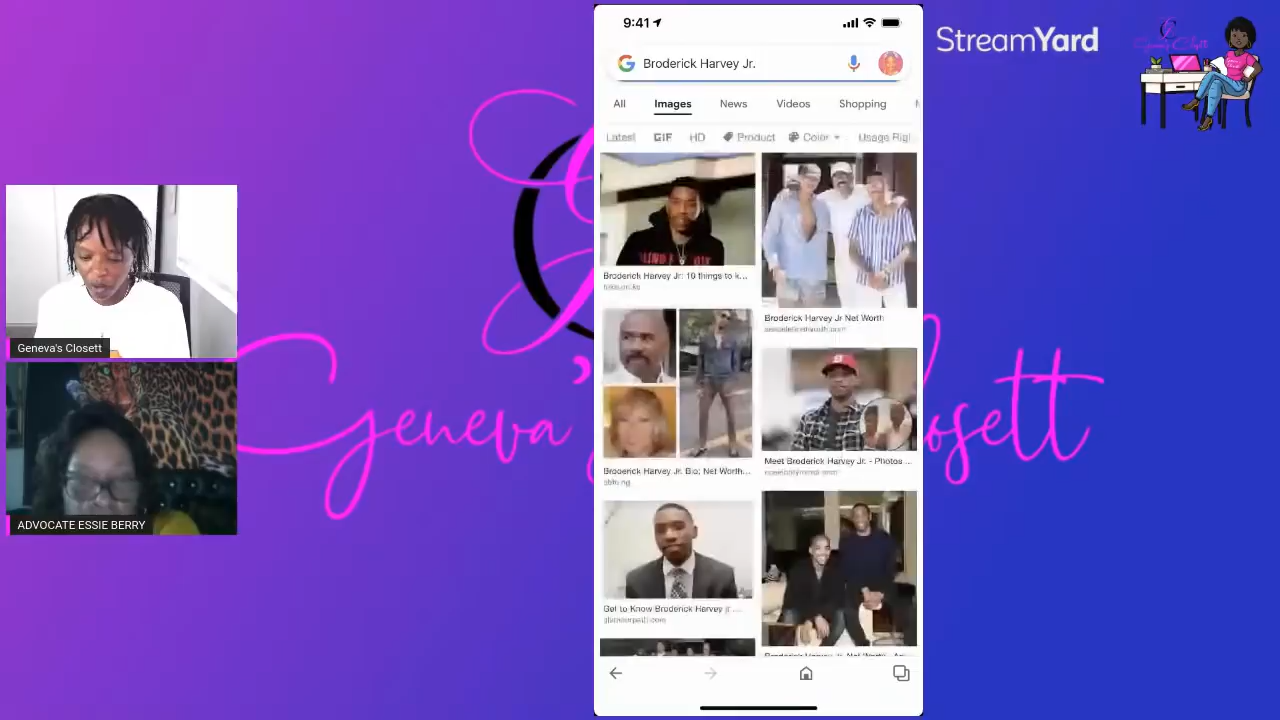 9:41
StreamYard
Broderick Harvey Jr.
All Images News Videos Shopping
Latest GIF HD Product Color
Broderick Harvey Jr: 10 things to k...
Broderick Harvey Jr Net Worth
Broderick Harvey Jr. Bio: Net Worth...
Meet Broderick Harvey Jr. - Photos ...
Get to Know Broderick Harvey jr ...
Geneva's Closett
ADVOCATE ESSIE BERRY
Geneva'
losett